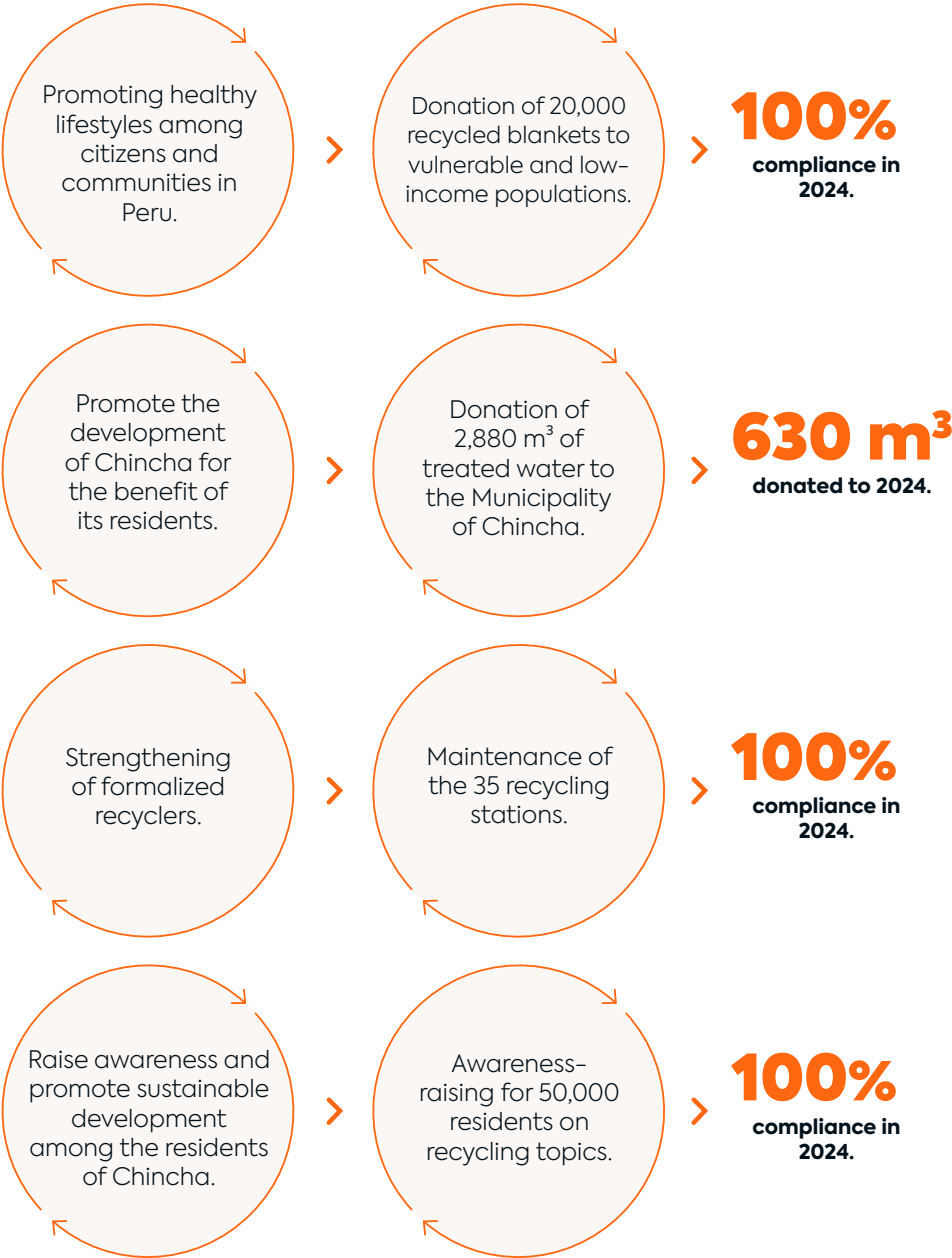 Promoting healthy
lifestyles among
citizens and
communities in
Peru.
Donation of 20,000
recycled blankets to
vulnerable and low-
income populations.
100%
compliance in
2024.
Promote the
development
of Chincha for
the benefit of
its residents.
Donation of
2,880 m³ of
treated water to
the Municipality
of Chincha.
630 m³
donated to 2024.
Strengthening
of formalized
recyclers.
Maintenance of
the 35 recycling
stations.
100%
compliance in
2024.
Raise awareness and
promote sustainable
development
among the residents
of Chincha.
Awareness-
raising for 50,000
residents on
recycling topics.
100%
compliance in
2024.